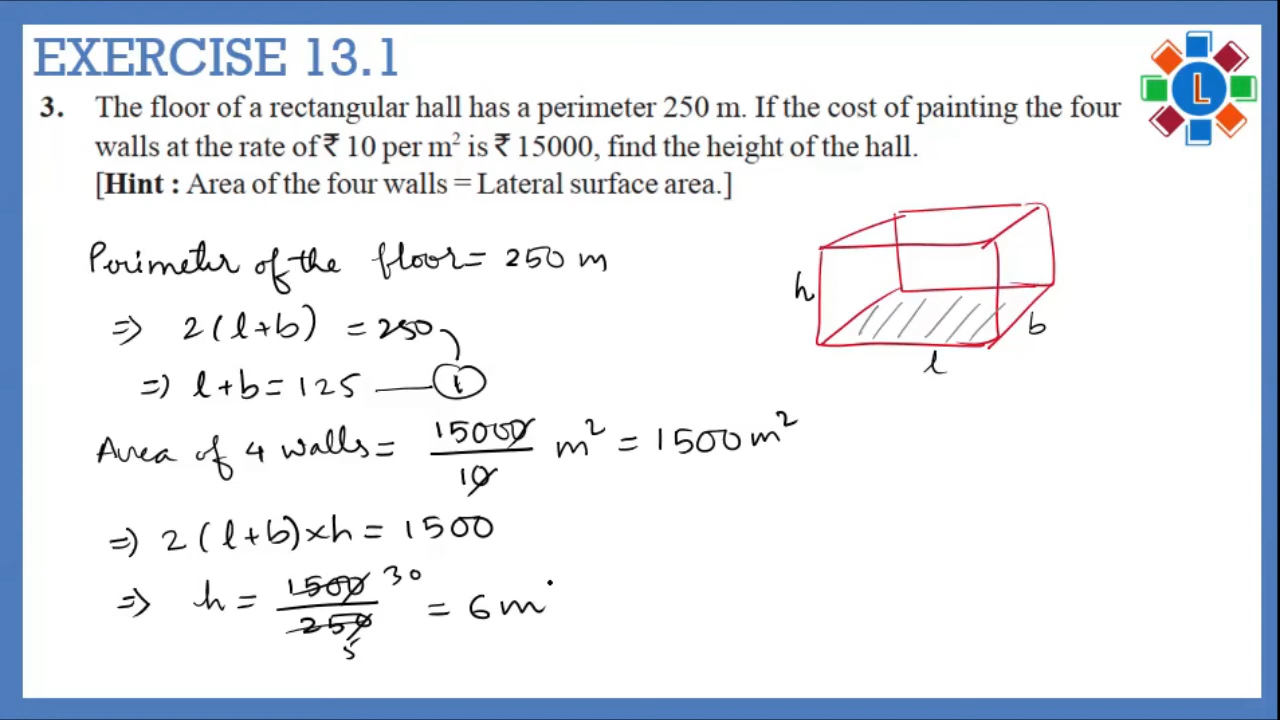 EXERCISE 13.1
L
3. The floor of a rectangular hall has a perimeter 250 m. If the cost of painting the four
walls at the rate of ₹ 10 per m² is ₹ 15000, find the height of the hall.
[Hint : Area of the four walls = Lateral surface area.]
Perimeter of the floor = 250 m
⇒ 2(l+b) = 250
⇒ l+b = 125 — 1
Area of 4 walls = 15000/10 m² = 1500 m²
⇒ 2(l+b)×h = 1500
⇒ h = 1500/250 = 6 m
30
5
h
b
l